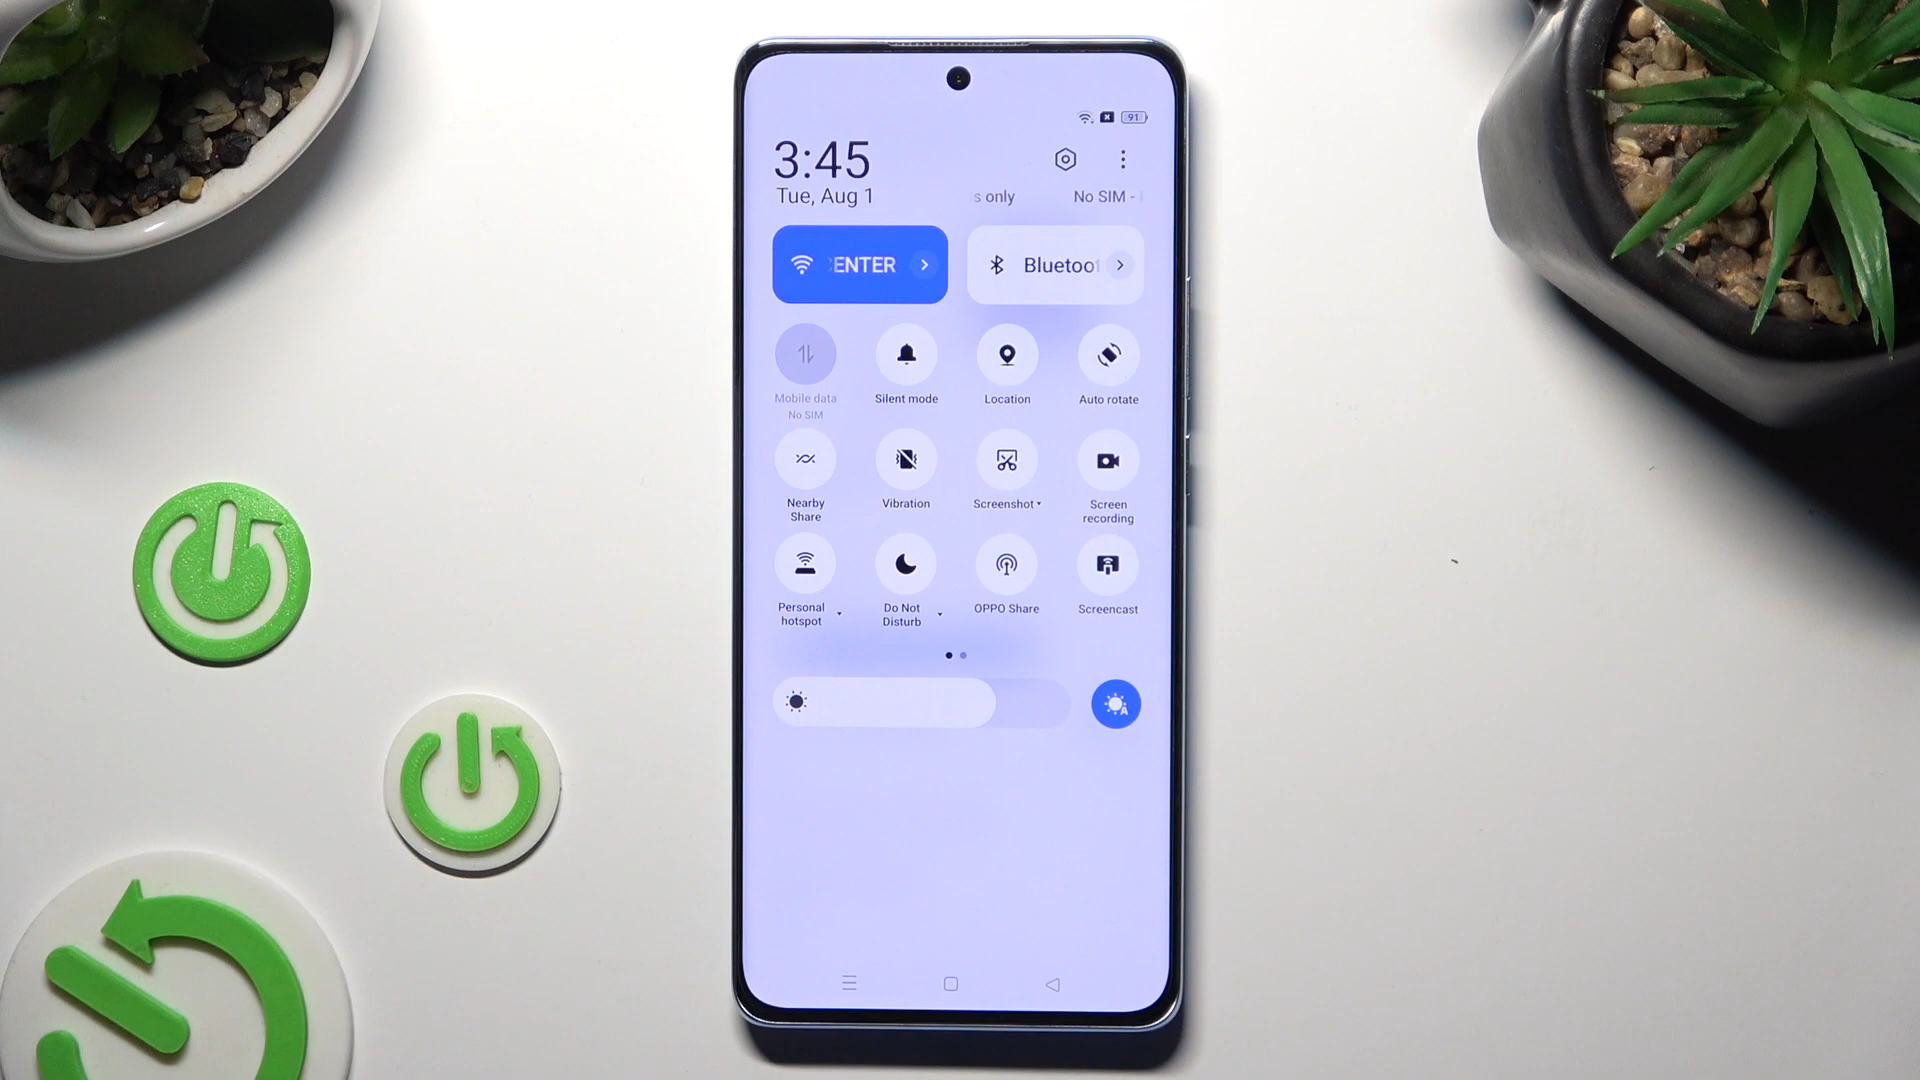 91
3:45
Tue, Aug 1
s only No SIM -
ENTER
Bluetoo
Mobile data
No SIM
Silent mode
Location
Auto rotate
Nearby
Share
Vibration
Screenshot
Screen
recording
Personal
hotspot
Do Not
Disturb
OPPO Share
Screencast
A